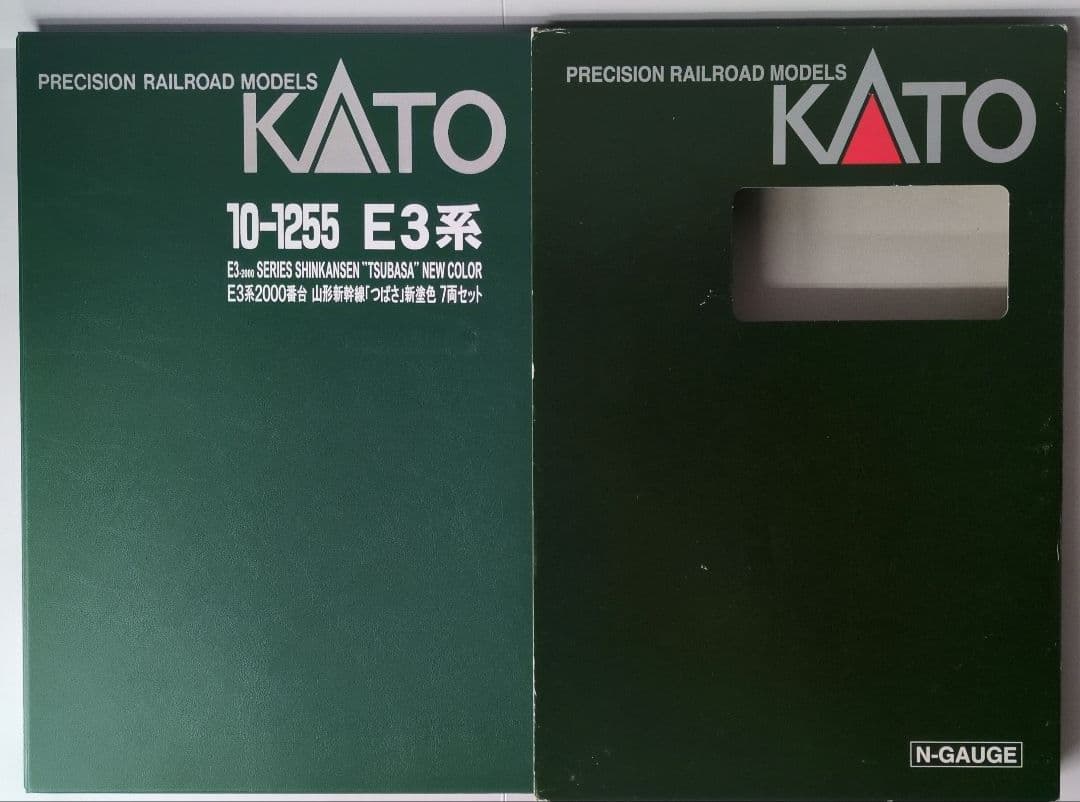 PRECISION RAILROAD MODELS
KATO
10-1255 E3系
E3-2000 SERIES SHINKANSEN "TSUBASA" NEW COLOR
E3系2000番台 山形新幹線「つばさ」新塗色 7両セット
PRECISION RAILROAD MODELS
KATO
N-GAUGE